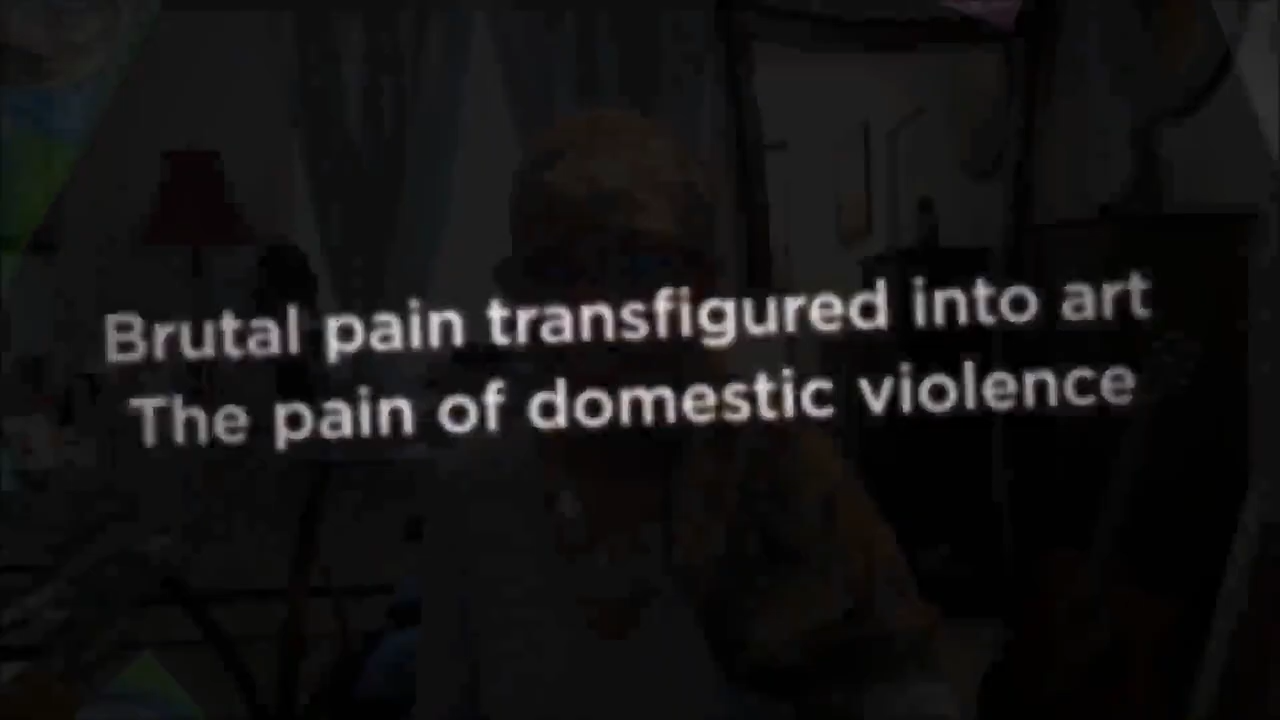 Brutal pain transfigured into art
The pain of domestic violence